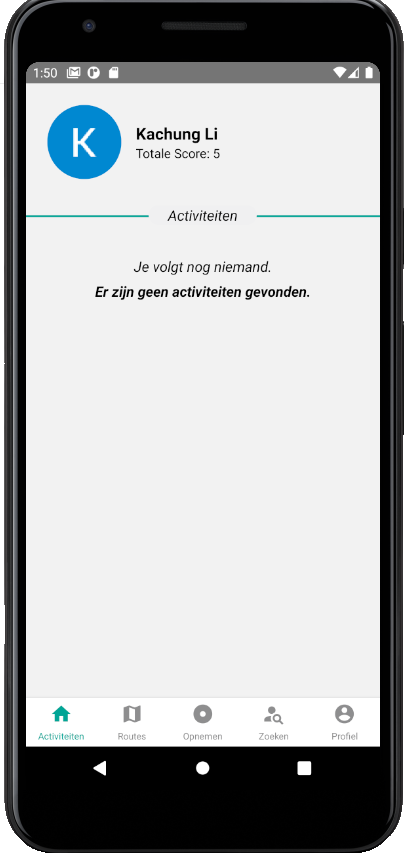 1:50
K
Kachung Li
Totale Score: 5
Activiteiten
Je volgt nog niemand.
Er zijn geen activiteiten gevonden.
Activiteiten
Routes
Opnemen
Zoeken
Profiel